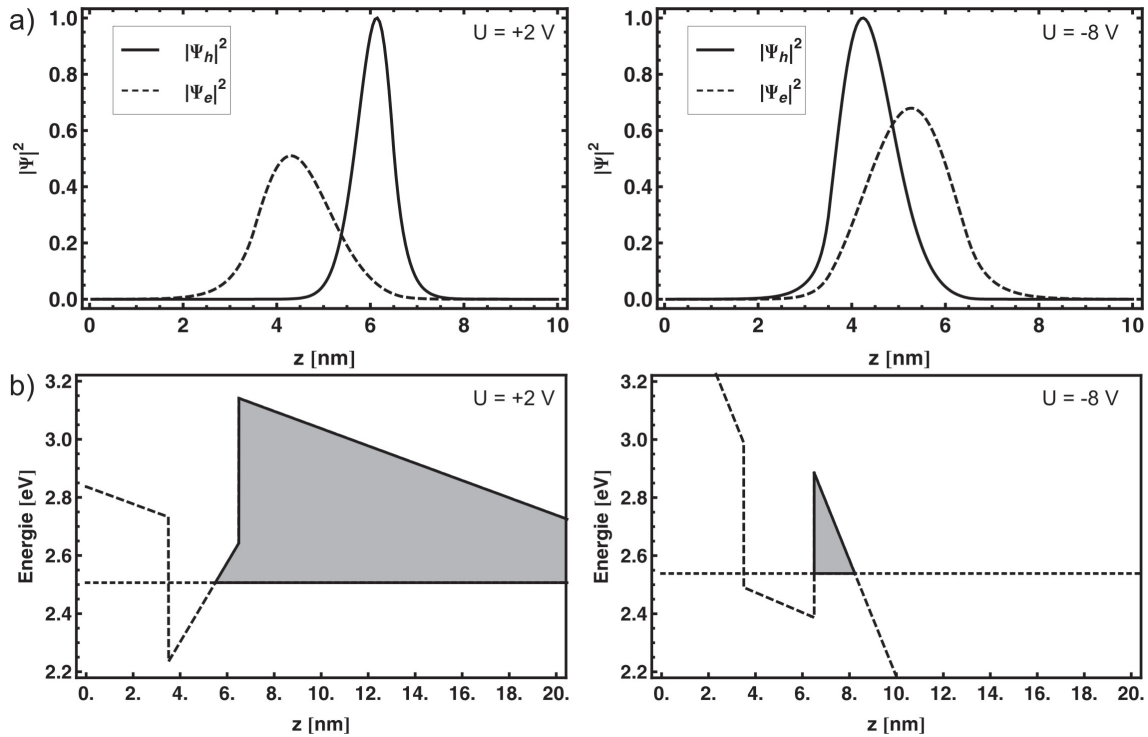 a)
U = +2 V
|Ψh|²
|Ψe|²
|Ψ|²
1.0
0.8
0.6
0.4
0.2
0.0
0 2 4 6 8 10
z [nm]
U = -8 V
|Ψh|²
|Ψe|²
|Ψ|²
1.0
0.8
0.6
0.4
0.2
0.0
0 2 4 6 8 10
z [nm]
b)
U = +2 V
Energie [eV]
3.2
3.0
2.8
2.6
2.4
2.2
0. 2. 4. 6. 8. 10. 12. 14. 16. 18. 20.
z [nm]
U = -8 V
Energie [eV]
3.2
3.0
2.8
2.6
2.4
2.2
0. 2. 4. 6. 8. 10. 12. 14. 16. 18. 20.
z [nm]